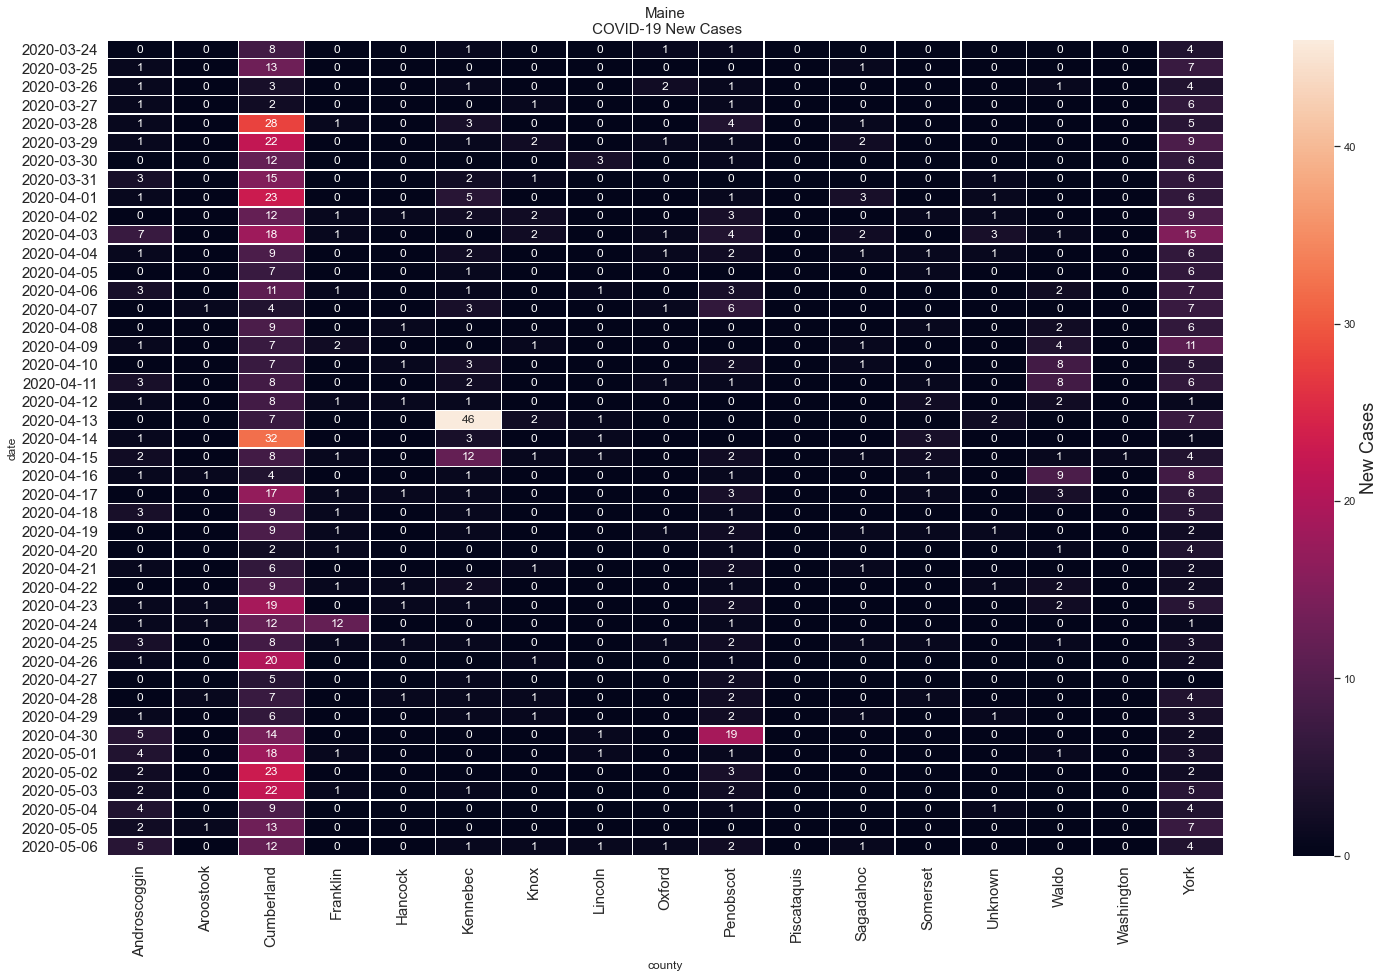 Maine
COVID-19 New Cases
2020-03-24 0 0 8 0 0 1 0 0 1 1 0 0 0 0 0 0 4
2020-03-25 1 0 13 0 0 0 0 0 0 0 0 1 0 0 0 0 7
2020-03-26 1 0 3 0 0 1 0 0 2 1 0 0 0 0 1 0 4
2020-03-27 1 0 2 0 0 0 1 0 0 1 0 0 0 0 0 0 6
2020-03-28 1 0 28 1 0 3 0 0 0 4 0 1 0 0 0 0 5
2020-03-29 1 0 22 0 0 1 2 0 1 1 0 2 0 0 0 0 9
2020-03-30 0 0 12 0 0 0 0 3 0 1 0 0 0 0 0 0 6
2020-03-31 3 0 15 0 0 2 1 0 0 0 0 0 0 1 0 0 6
2020-04-01 1 0 23 0 0 5 0 0 0 1 0 3 0 1 0 0 6
2020-04-02 0 0 12 1 1 2 2 0 0 3 0 0 1 1 0 0 9
2020-04-03 7 0 18 1 0 0 2 0 1 4 0 2 0 3 1 0 15
2020-04-04 1 0 9 0 0 2 0 0 1 2 0 1 1 1 0 0 6
2020-04-05 0 0 7 0 0 1 0 0 0 0 0 0 1 0 0 0 6
2020-04-06 3 0 11 1 0 1 0 1 0 3 0 0 0 0 2 0 7
2020-04-07 0 1 4 0 0 3 0 0 1 6 0 0 0 0 0 0 7
2020-04-08 0 0 9 0 1 0 0 0 0 0 0 0 1 0 2 0 6
2020-04-09 1 0 7 2 0 0 1 0 0 0 0 1 0 0 4 0 11
2020-04-10 0 0 7 0 1 3 0 0 0 2 0 1 0 0 8 0 5
2020-04-11 3 0 8 0 0 2 0 0 1 1 0 0 1 0 8 0 6
2020-04-12 1 0 8 1 1 1 0 0 0 0 0 0 2 0 2 0 1
2020-04-13 0 0 7 0 0 46 2 1 0 0 0 0 0 2 0 0 7
2020-04-14 1 0 32 0 0 3 0 1 0 0 0 0 3 0 0 0 1
2020-04-15 2 0 8 1 0 12 1 1 0 2 0 1 2 0 1 1 4
2020-04-16 1 1 4 0 0 1 0 0 0 1 0 0 1 0 9 0 8
2020-04-17 0 0 17 1 1 1 0 0 0 3 0 0 1 0 3 0 6
2020-04-18 3 0 9 1 0 1 0 0 0 1 0 0 0 0 0 0 5
2020-04-19 0 0 9 1 0 1 0 0 1 2 0 1 1 1 0 0 2
2020-04-20 0 0 2 1 0 0 0 0 0 1 0 0 0 0 1 0 4
2020-04-21 1 0 6 0 0 0 1 0 0 2 0 1 0 0 0 0 2
2020-04-22 0 0 9 1 1 2 0 0 0 1 0 0 0 1 2 0 2
2020-04-23 1 1 19 0 1 1 0 0 0 2 0 0 0 0 2 0 5
2020-04-24 1 1 12 12 0 0 0 0 0 1 0 0 0 0 0 0 1
2020-04-25 3 0 8 1 1 1 0 0 1 2 0 1 1 0 1 0 3
2020-04-26 1 0 20 0 0 0 1 0 0 1 0 0 0 0 0 0 2
2020-04-27 0 0 5 0 0 1 0 0 0 2 0 0 0 0 0 0 0
2020-04-28 0 1 7 0 1 1 1 0 0 2 0 0 1 0 0 0 4
2020-04-29 1 0 6 0 0 1 1 0 0 2 0 1 0 1 0 0 3
2020-04-30 5 0 14 0 0 0 0 1 0 19 0 0 0 0 0 0 2
2020-05-01 4 0 18 1 0 0 0 1 0 1 0 0 0 0 1 0 3
2020-05-02 2 0 23 0 0 0 0 0 0 3 0 0 0 0 0 0 2
2020-05-03 2 0 22 1 0 1 0 0 0 2 0 0 0 0 0 0 5
2020-05-04 4 0 9 0 0 0 0 0 0 1 0 0 0 1 0 0 4
2020-05-05 2 1 13 0 0 0 0 0 0 0 0 0 0 0 0 0 7
2020-05-06 5 0 12 0 0 1 1 1 1 2 0 1 0 0 0 0 4
date
Androscoggin Aroostook Cumberland Franklin Hancock Kennebec Knox Lincoln Oxford Penobscot Piscataquis Sagadahoc Somerset Unknown Waldo Washington York
county
40
30
20
10
0
New Cases